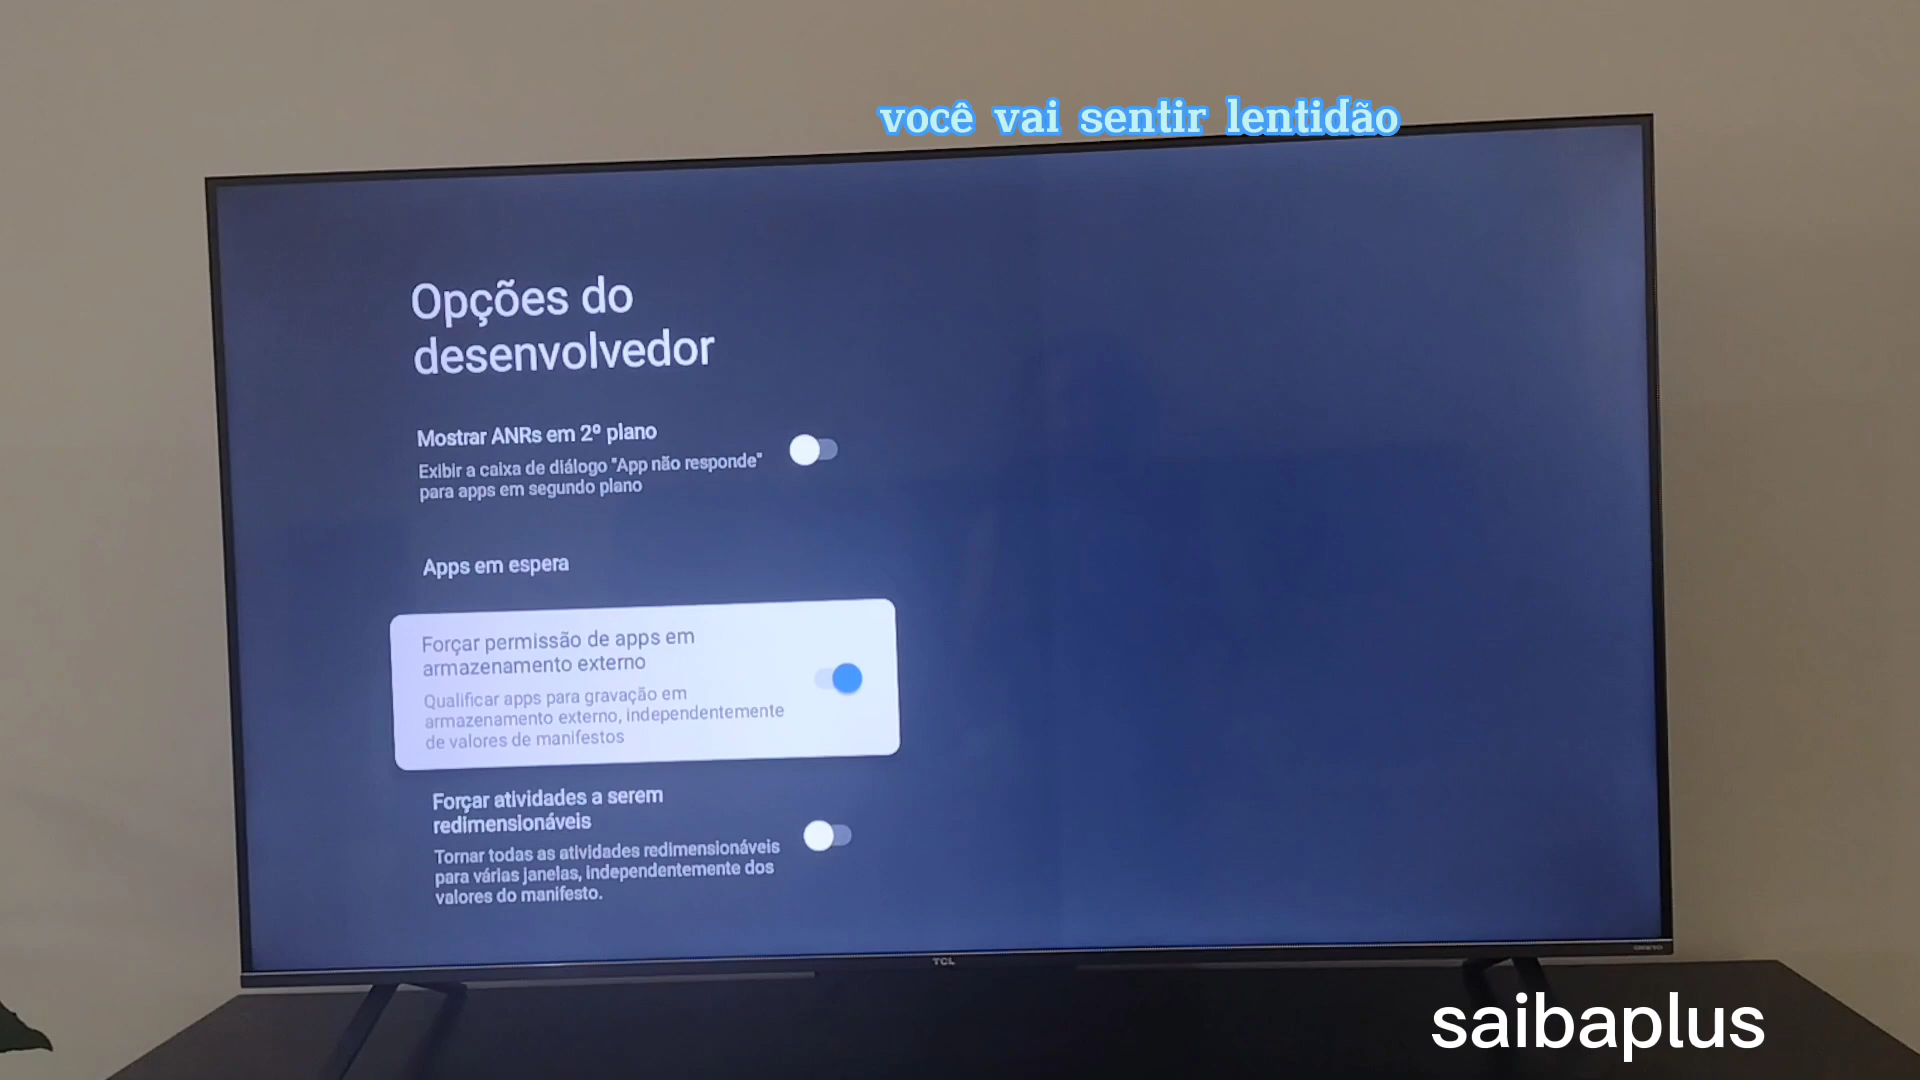 você vai sentir lentidão
Opções do
desenvolvedor
Mostrar ANRs em 2º plano
Exibir a caixa de diálogo "App não responde"
para apps em segundo plano
Apps em espera
Forçar permissão de apps em
armazenamento externo
Qualificar apps para gravação em
armazenamento externo, independentemente
de valores de manifestos
Forçar atividades a serem
redimensionáveis
Tornar todas as atividades redimensionáveis
para várias janelas, independentemente dos
valores do manifesto.
TCL
ONKYO
saibaplus